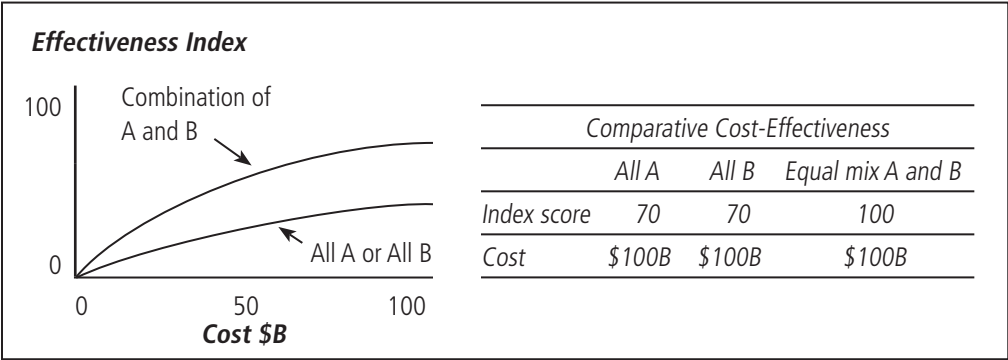 Effectiveness Index
100
Combination of
A and B
All A or All B
0
0 50 100
Cost $B
Comparative Cost-Effectiveness
All A All B Equal mix A and B
Index score 70 70 100
Cost $100B $100B $100B